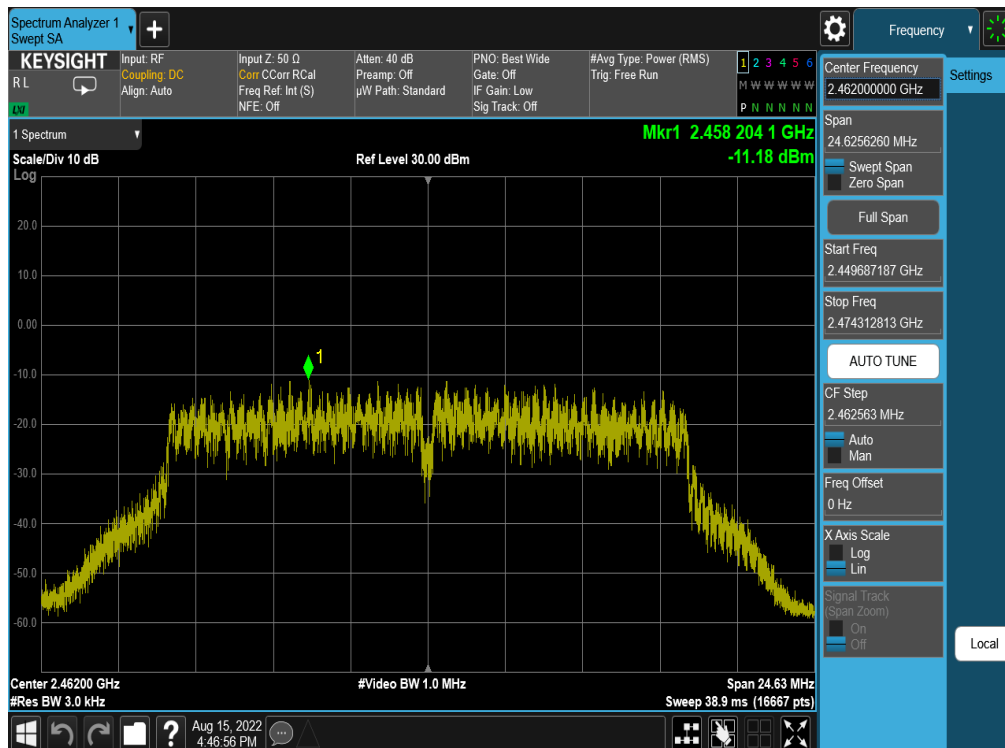 Spectrum Analyzer 1
Swept SA
Frequency
KEYSIGHT
R L
LXI
Input: RF
Coupling: DC
Align: Auto
Input Z: 50 Ω
Corr CCorr RCal
Freq Ref: Int (S)
NFE: Off
Atten: 40 dB
Preamp: Off
µW Path: Standard
PNO: Best Wide
Gate: Off
IF Gain: Low
Sig Track: Off
#Avg Type: Power (RMS)
Trig: Free Run
1 2 3 4 5 6
M W W W W W
P N N N N N
1 Spectrum
Mkr1 2.458 204 1 GHz
-11.18 dBm
Scale/Div 10 dB
Ref Level 30.00 dBm
Log
20.0
10.0
0.00
-10.0
-20.0
-30.0
-40.0
-50.0
-60.0
1
Center 2.46200 GHz
#Video BW 1.0 MHz
Span 24.63 MHz
#Res BW 3.0 kHz
Sweep 38.9 ms (16667 pts)
Center Frequency
2.462000000 GHz
Settings
Span
24.6256260 MHz
Swept Span
Zero Span
Full Span
Start Freq
2.449687187 GHz
Stop Freq
2.474312813 GHz
AUTO TUNE
CF Step
2.462563 MHz
Auto
Man
Freq Offset
0 Hz
X Axis Scale
Log
Lin
Signal Track
(Span Zoom)
On
Off
Local
?
Aug 15, 2022
4:46:56 PM